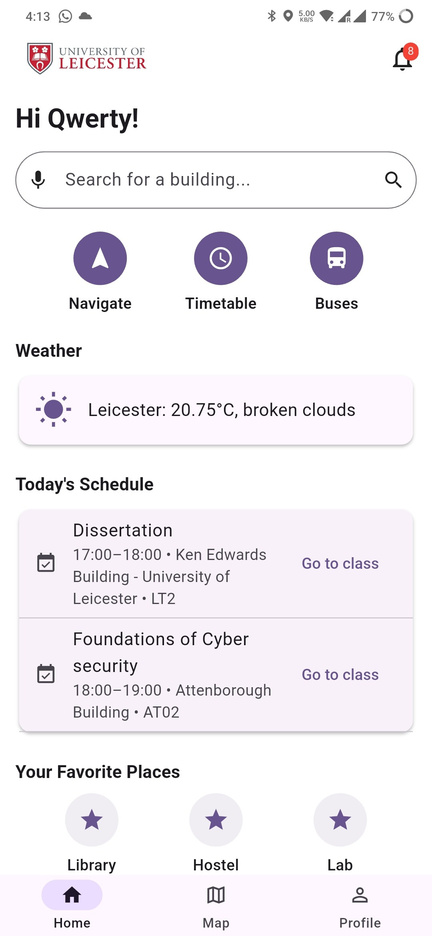 4:13
5.00
KB/S
77%
UNIVERSITY OF
LEICESTER
8
Hi Qwerty!
Search for a building...
Navigate
Timetable
Buses
Weather
Leicester: 20.75°C, broken clouds
Today's Schedule
Dissertation
17:00–18:00 • Ken Edwards
Building - University of
Leicester • LT2
Go to class
Foundations of Cyber
security
18:00–19:00 • Attenborough
Building • AT02
Go to class
Your Favorite Places
Library
Hostel
Lab
Home
Map
Profile